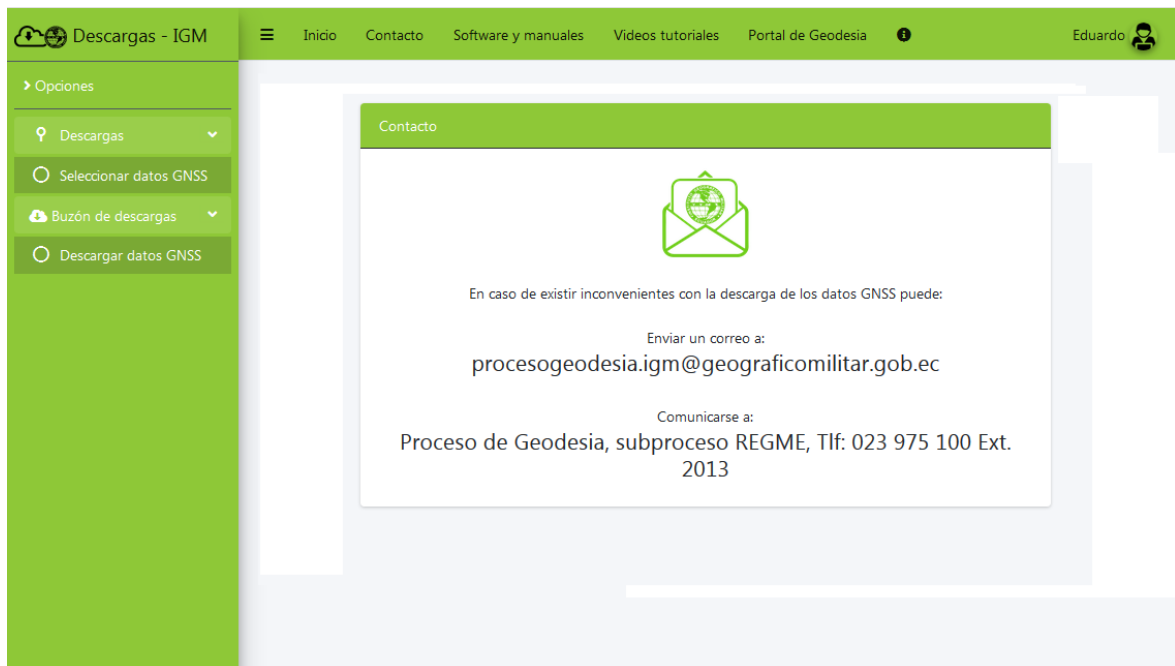 Descargas - IGM
Inicio Contacto Software y manuales Videos tutoriales Portal de Geodesia Eduardo
Opciones
Descargas
Seleccionar datos GNSS
Buzón de descargas
Descargar datos GNSS
Contacto
En caso de existir inconvenientes con la descarga de los datos GNSS puede:
Enviar un correo a:
procesogeodesia.igm@geograficomilitar.gob.ec
Comunicarse a:
Proceso de Geodesia, subproceso REGME, Tlf: 023 975 100 Ext.
2013